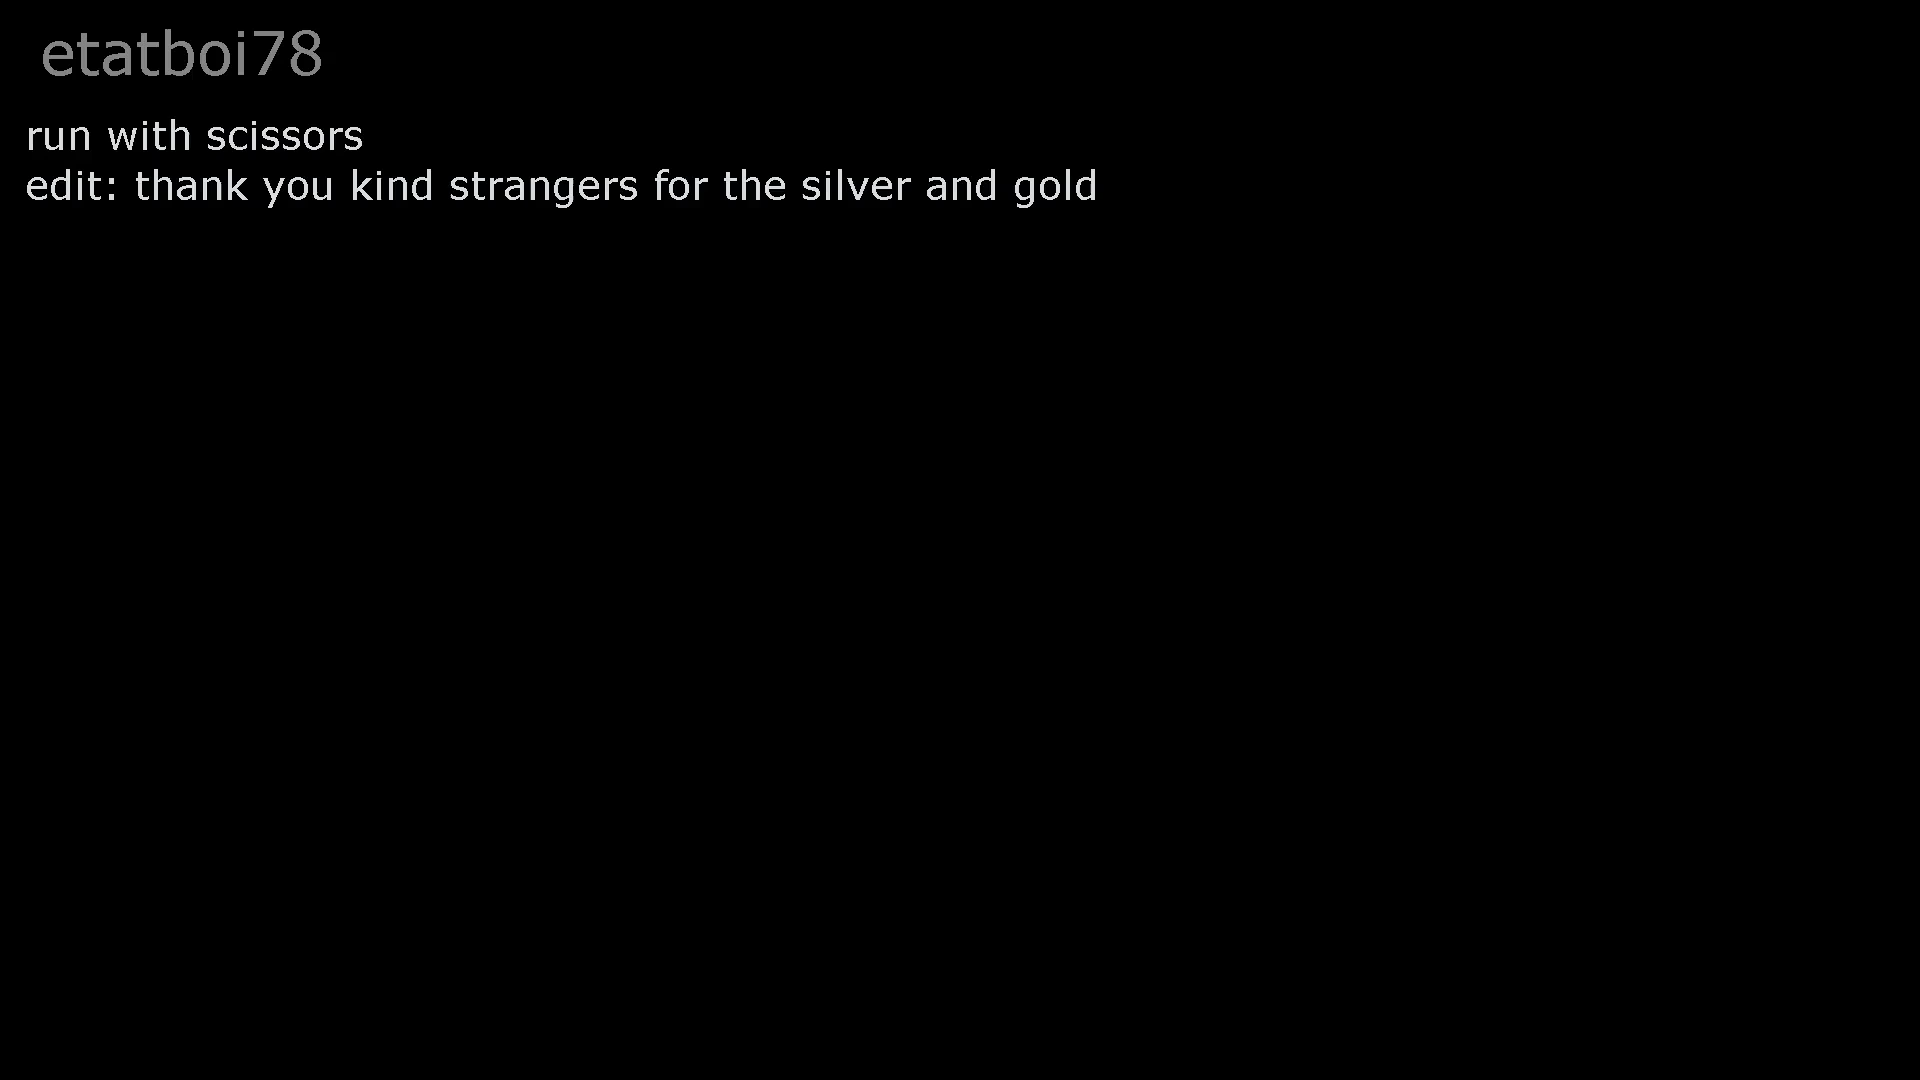 etatboi78
run with scissors
edit: thank you kind strangers for the silver and gold